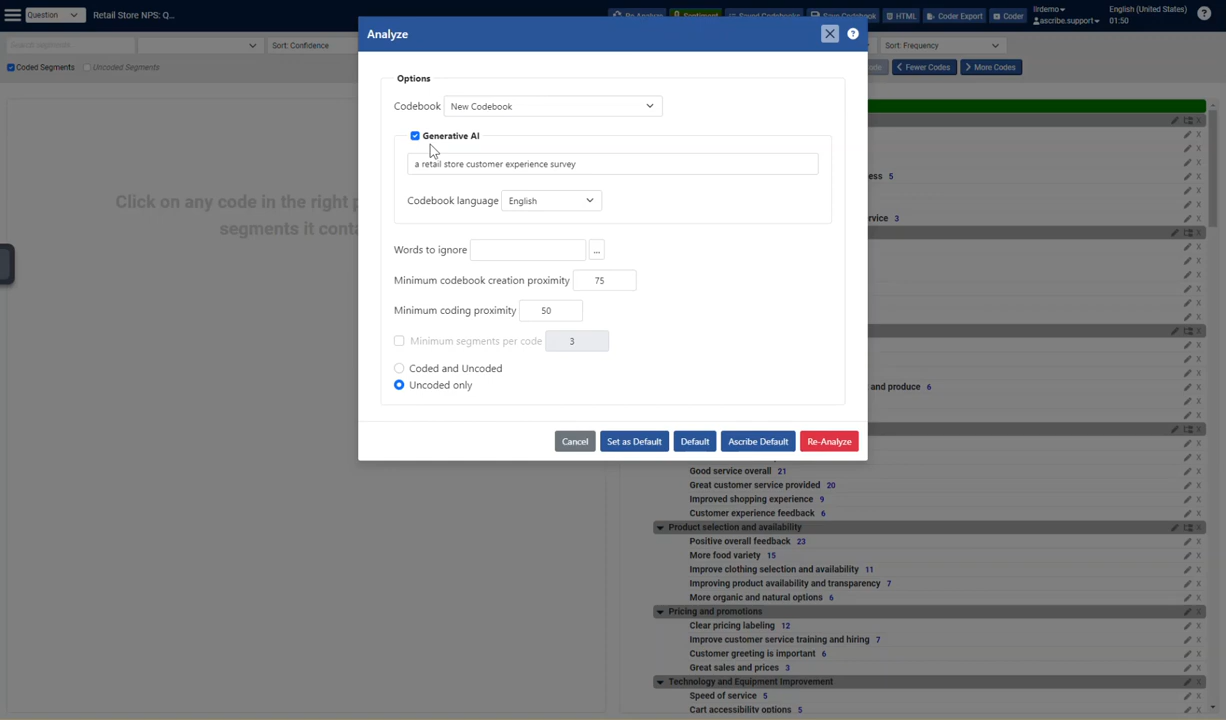 Question
Retail Store NPS: Q...
Re-Analyze
Sentiment
Saved Codebooks
Save Codebook
HTML
Coder Export
Coder
lrdemo
ascribe.support
English (United States)
01:50
?
Search segments
Sort: Confidence
Sort: Frequency
Coded Segments
Uncoded Segments
Fewer Codes
More Codes
Click on any code in the right p
segments it conta
Analyze
?
Options
Codebook
New Codebook
Generative AI
a retail store customer experience survey
Codebook language
English
Words to ignore
...
Minimum codebook creation proximity
75
Minimum coding proximity
50
Minimum segments per code
3
Coded and Uncoded
Uncoded only
Cancel
Set as Default
Default
Ascribe Default
Re-Analyze
ess 5
rvice 3
and produce 6
Good service overall 21
Great customer service provided 20
Improved shopping experience 9
Customer experience feedback 6
Product selection and availability
Positive overall feedback 23
More food variety 15
Improve clothing selection and availability 11
Improving product availability and transparency 7
More organic and natural options 6
Pricing and promotions
Clear pricing labeling 12
Improve customer service training and hiring 7
Customer greeting is important 6
Great sales and prices 3
Technology and Equipment Improvement
Speed of service 5
Cart accessibility options 5